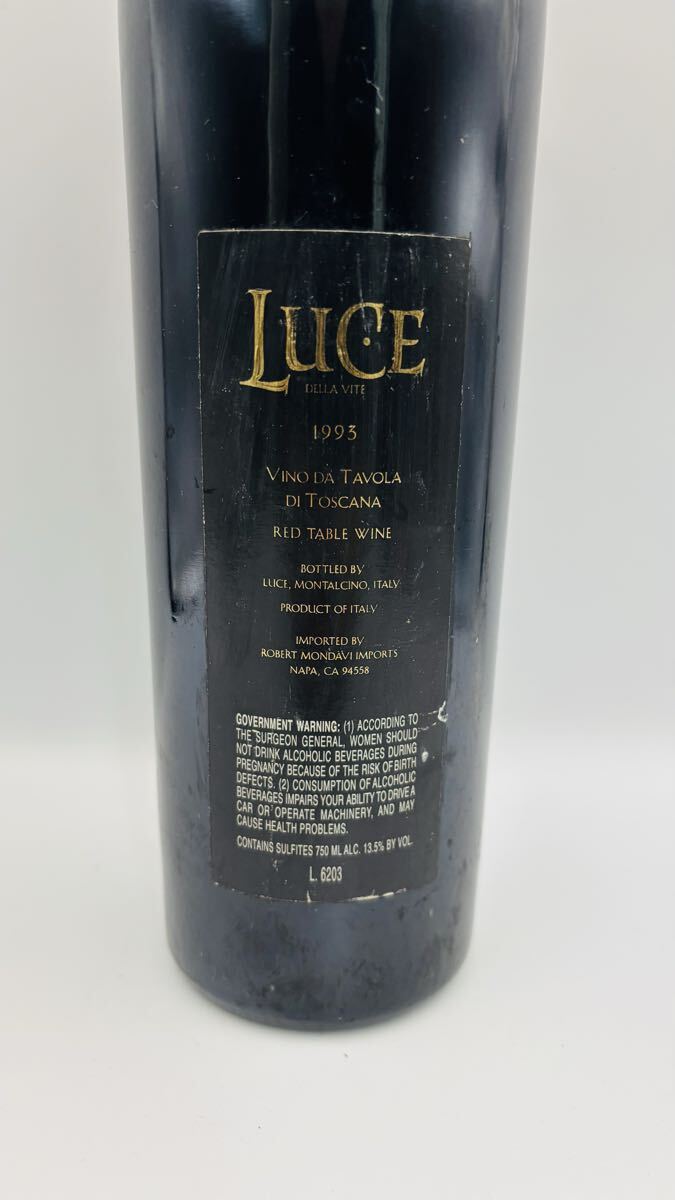 LUCE
DELLA VITE
1993
VINO DA TAVOLA
DI TOSCANA
RED TABLE WINE
BOTTLED BY
LUCE, MONTALCINO, ITALY
PRODUCT OF ITALY
IMPORTED BY
ROBERT MONDAVI IMPORTS
NAPA, CA 94558
GOVERNMENT WARNING: (1) ACCORDING TO
THE SURGEON GENERAL, WOMEN SHOULD
NOT DRINK ALCOHOLIC BEVERAGES DURING
PREGNANCY BECAUSE OF THE RISK OF BIRTH
DEFECTS. (2) CONSUMPTION OF ALCOHOLIC
BEVERAGES IMPAIRS YOUR ABILITY TO DRIVE A
CAR OR OPERATE MACHINERY, AND MAY
CAUSE HEALTH PROBLEMS.
CONTAINS SULFITES 750 ML ALC. 13.5% BY VOL.
L. 6203